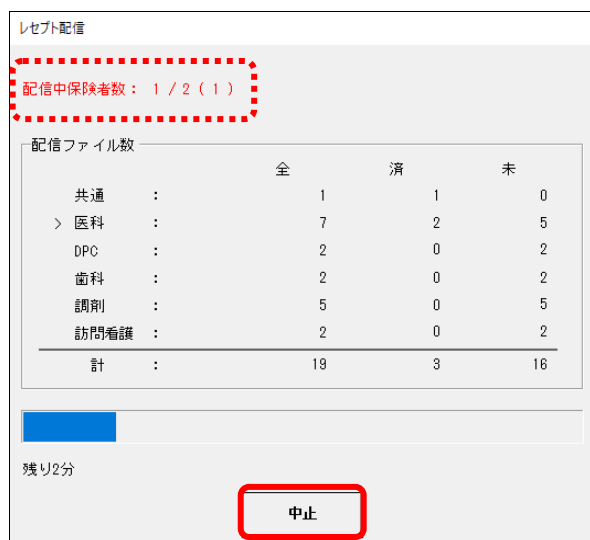 レセプト配信
配信中保険者数： 1 / 2 ( 1 )
配信ファイル数
全 済 未
共通 ： 1 1 0
> 医科 ： 7 2 5
DPC ： 2 0 2
歯科 ： 2 0 2
調剤 ： 5 0 5
訪問看護 ： 2 0 2
計 ： 19 3 16
残り2分
中止